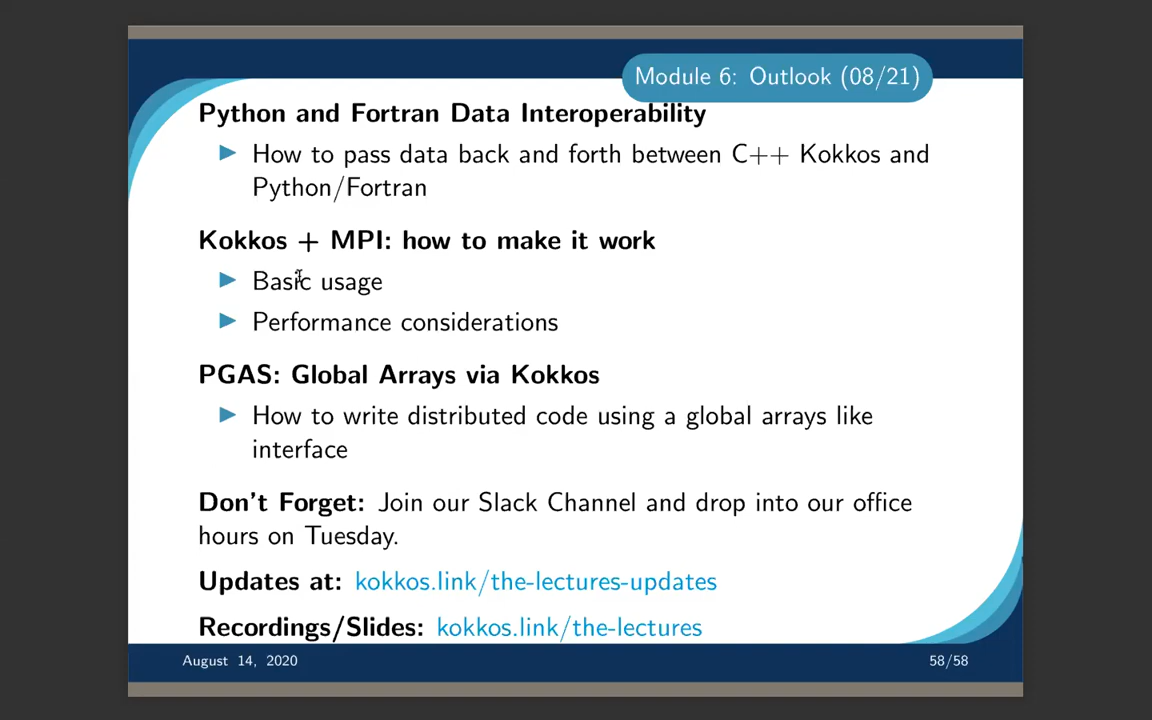 Module 6: Outlook (08/21)
Python and Fortran Data Interoperability
How to pass data back and forth between C++ Kokkos and
Python/Fortran
Kokkos + MPI: how to make it work
Basic usage
Performance considerations
PGAS: Global Arrays via Kokkos
How to write distributed code using a global arrays like
interface
Don't Forget: Join our Slack Channel and drop into our office
hours on Tuesday.
Updates at: kokkos.link/the-lectures-updates
Recordings/Slides: kokkos.link/the-lectures
August 14, 2020
58/58